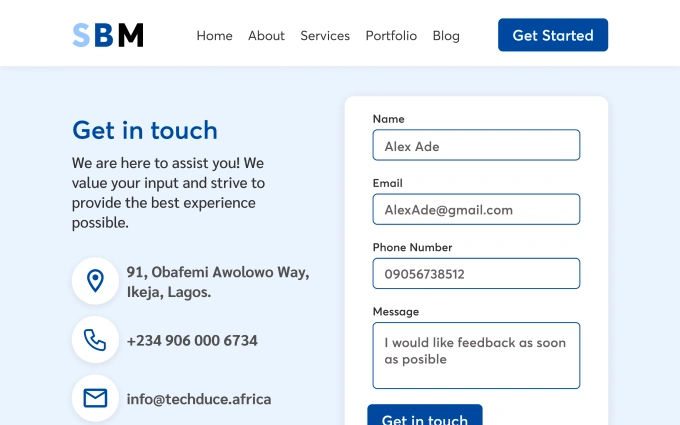 SBM
Home About Services Portfolio Blog Get Started
Get in touch
We are here to assist you! We
value your input and strive to
provide the best experience
possible.
91, Obafemi Awolowo Way,
Ikeja, Lagos.
+234 906 000 6734
info@techduce.africa
Name
Alex Ade
Email
AlexAde@gmail.com
Phone Number
09056738512
Message
I would like feedback as soon
as posible
Get in touch